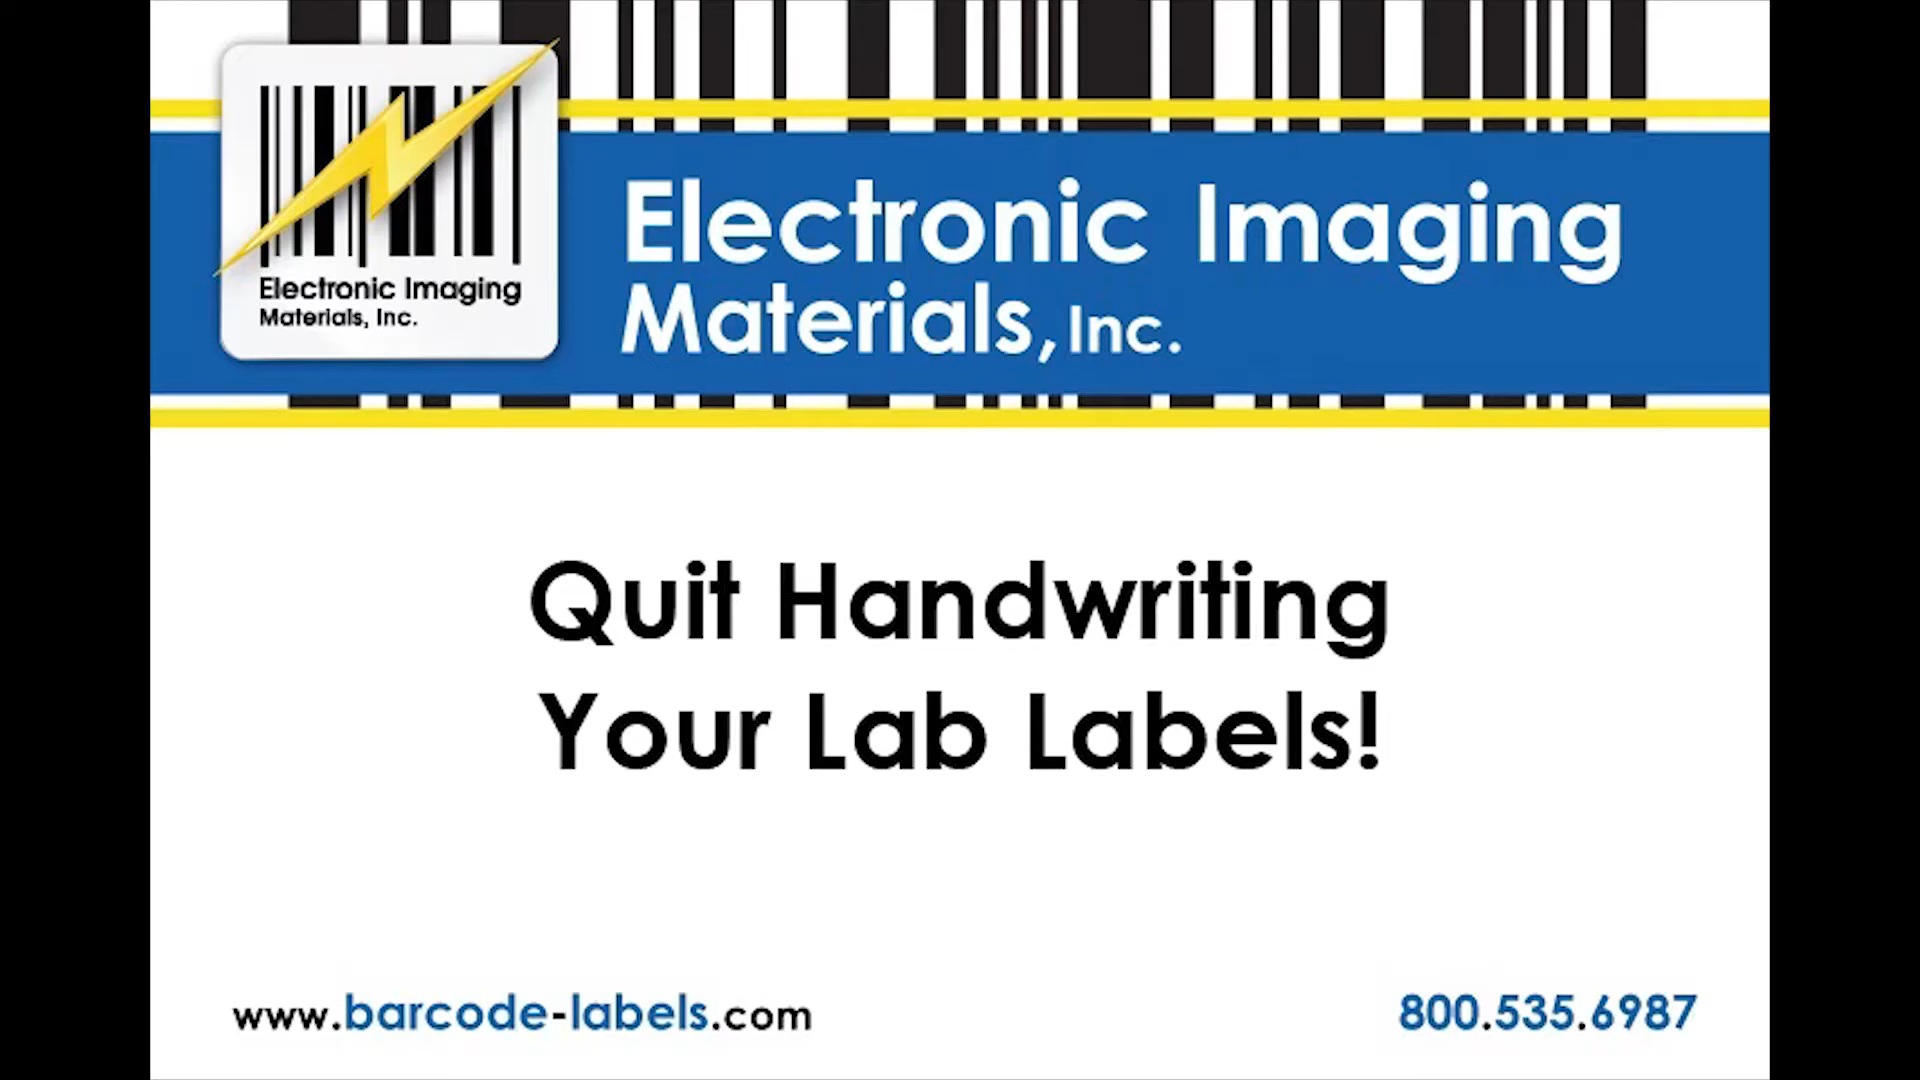 Electronic Imaging
Materials, Inc.
Electronic Imaging
Materials, Inc.
Quit Handwriting
Your Lab Labels!
www.barcode-labels.com
800.535.6987